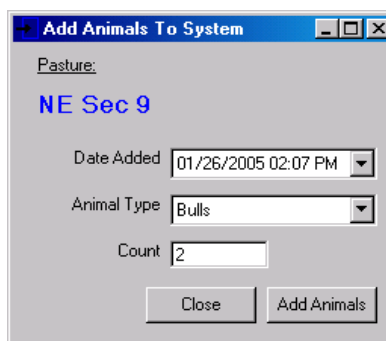 Add Animals To System
Pasture:
NE Sec 9
Date Added 01/26/2005 02:07 PM
Animal Type Bulls
Count 2
Close Add Animals